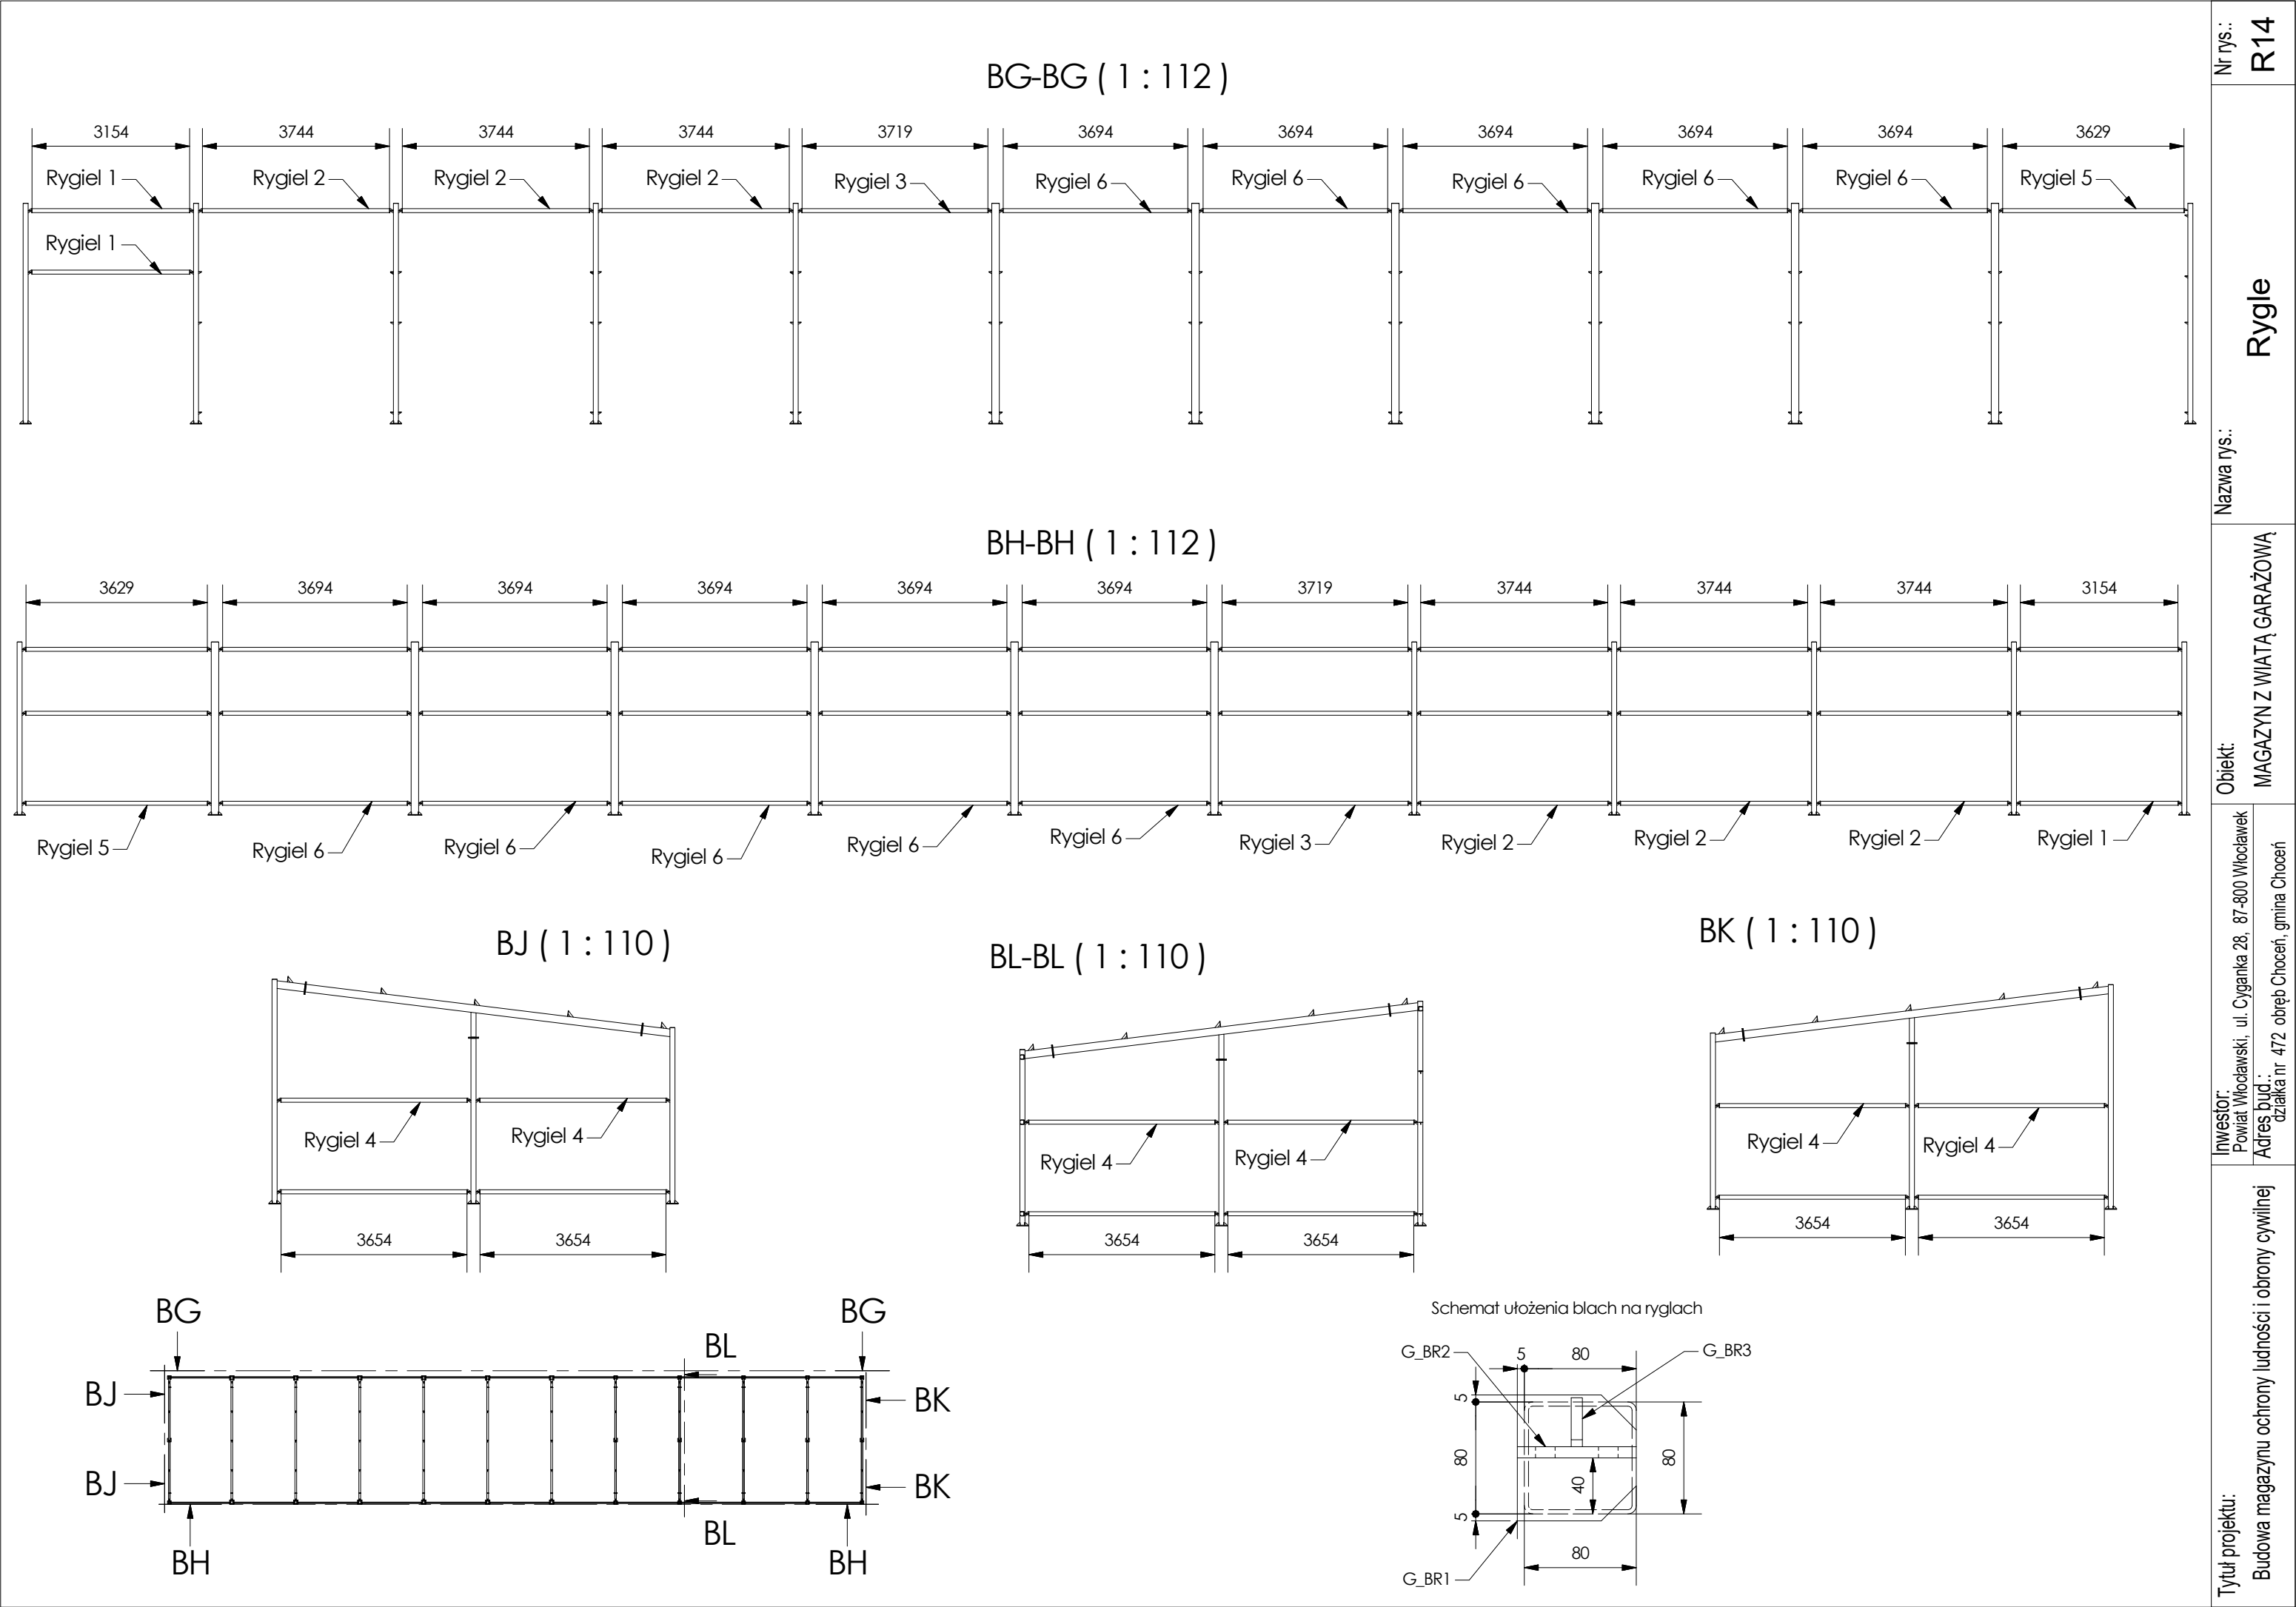 BG-BG ( 1 : 112 )
3154 3744 3744 3744 3719 3694 3694 3694 3694 3694 3629
Rygiel 1 Rygiel 2 Rygiel 2 Rygiel 2 Rygiel 3 Rygiel 6 Rygiel 6 Rygiel 6 Rygiel 6 Rygiel 6 Rygiel 5
Rygiel 1
BH-BH ( 1 : 112 )
3629 3694 3694 3694 3694 3694 3719 3744 3744 3744 3154
Rygiel 5 Rygiel 6 Rygiel 6 Rygiel 6 Rygiel 6 Rygiel 6 Rygiel 3 Rygiel 2 Rygiel 2 Rygiel 2 Rygiel 1
BJ ( 1 : 110 )
Rygiel 4 Rygiel 4
3654 3654
BL-BL ( 1 : 110 )
Rygiel 4 Rygiel 4
3654 3654
BK ( 1 : 110 )
Rygiel 4 Rygiel 4
3654 3654
BG BG
BL
BJ BK
BJ BK
BL
BH BH
Schemat ułożenia blach na ryglach
G_BR2 5 80 G_BR3
5
80 80
40
5
80
G_BR1
Nr rys.:
R14
Nazwa rys.:
Rygle
Obiekt:
MAGAZYN Z WIATĄ GARAŻOWĄ
Inwestor:
Powiat Włocławski, ul. Cyganka 28, 87-800 Włocławek
Adres bud.:
działka nr 472 obręb Choceń, gmina Choceń
Tytuł projektu:
Budowa magazynu ochrony ludności i obrony cywilnej